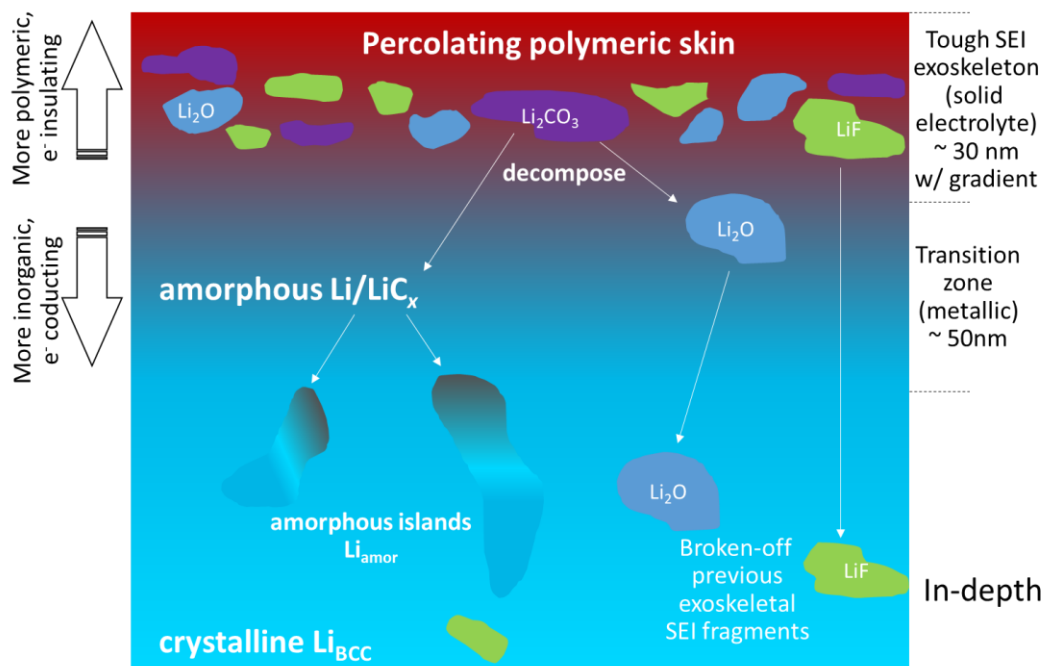 More polymeric,
e⁻ insulating
More inorganic,
e⁻ coducting
Percolating polymeric skin
Li₂O
Li₂CO₃
LiF
decompose
Li₂O
amorphous Li/LiCₓ
amorphous islands
Liₐₘₒᵣ
Li₂O
Broken-off
previous
exoskeletal
SEI fragments
LiF
crystalline Li_BCC
Tough SEI
exoskeleton
(solid
electrolyte)
~ 30 nm
w/ gradient
Transition
zone
(metallic)
~ 50nm
In-depth